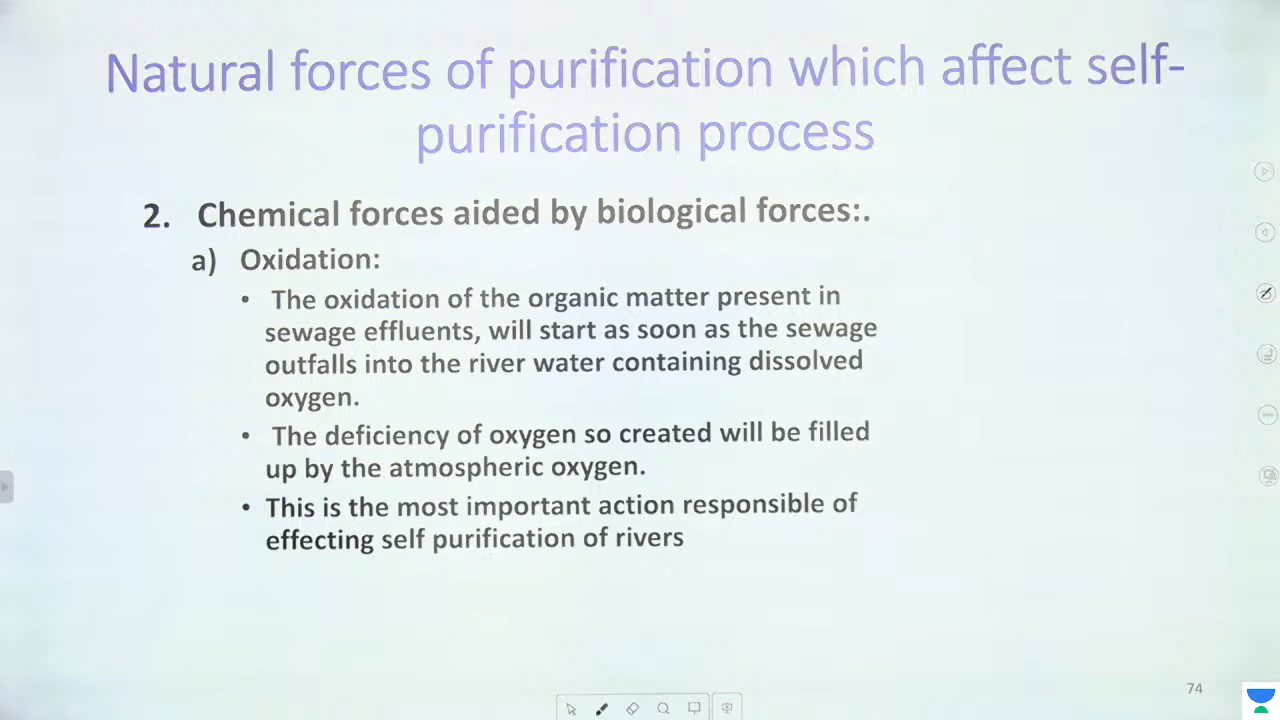 Natural forces of purification which affect self-
purification process
2. Chemical forces aided by biological forces:.
a) Oxidation:
• The oxidation of the organic matter present in
sewage effluents, will start as soon as the sewage
outfalls into the river water containing dissolved
oxygen.
• The deficiency of oxygen so created will be filled
up by the atmospheric oxygen.
• This is the most important action responsible of
effecting self purification of rivers
74